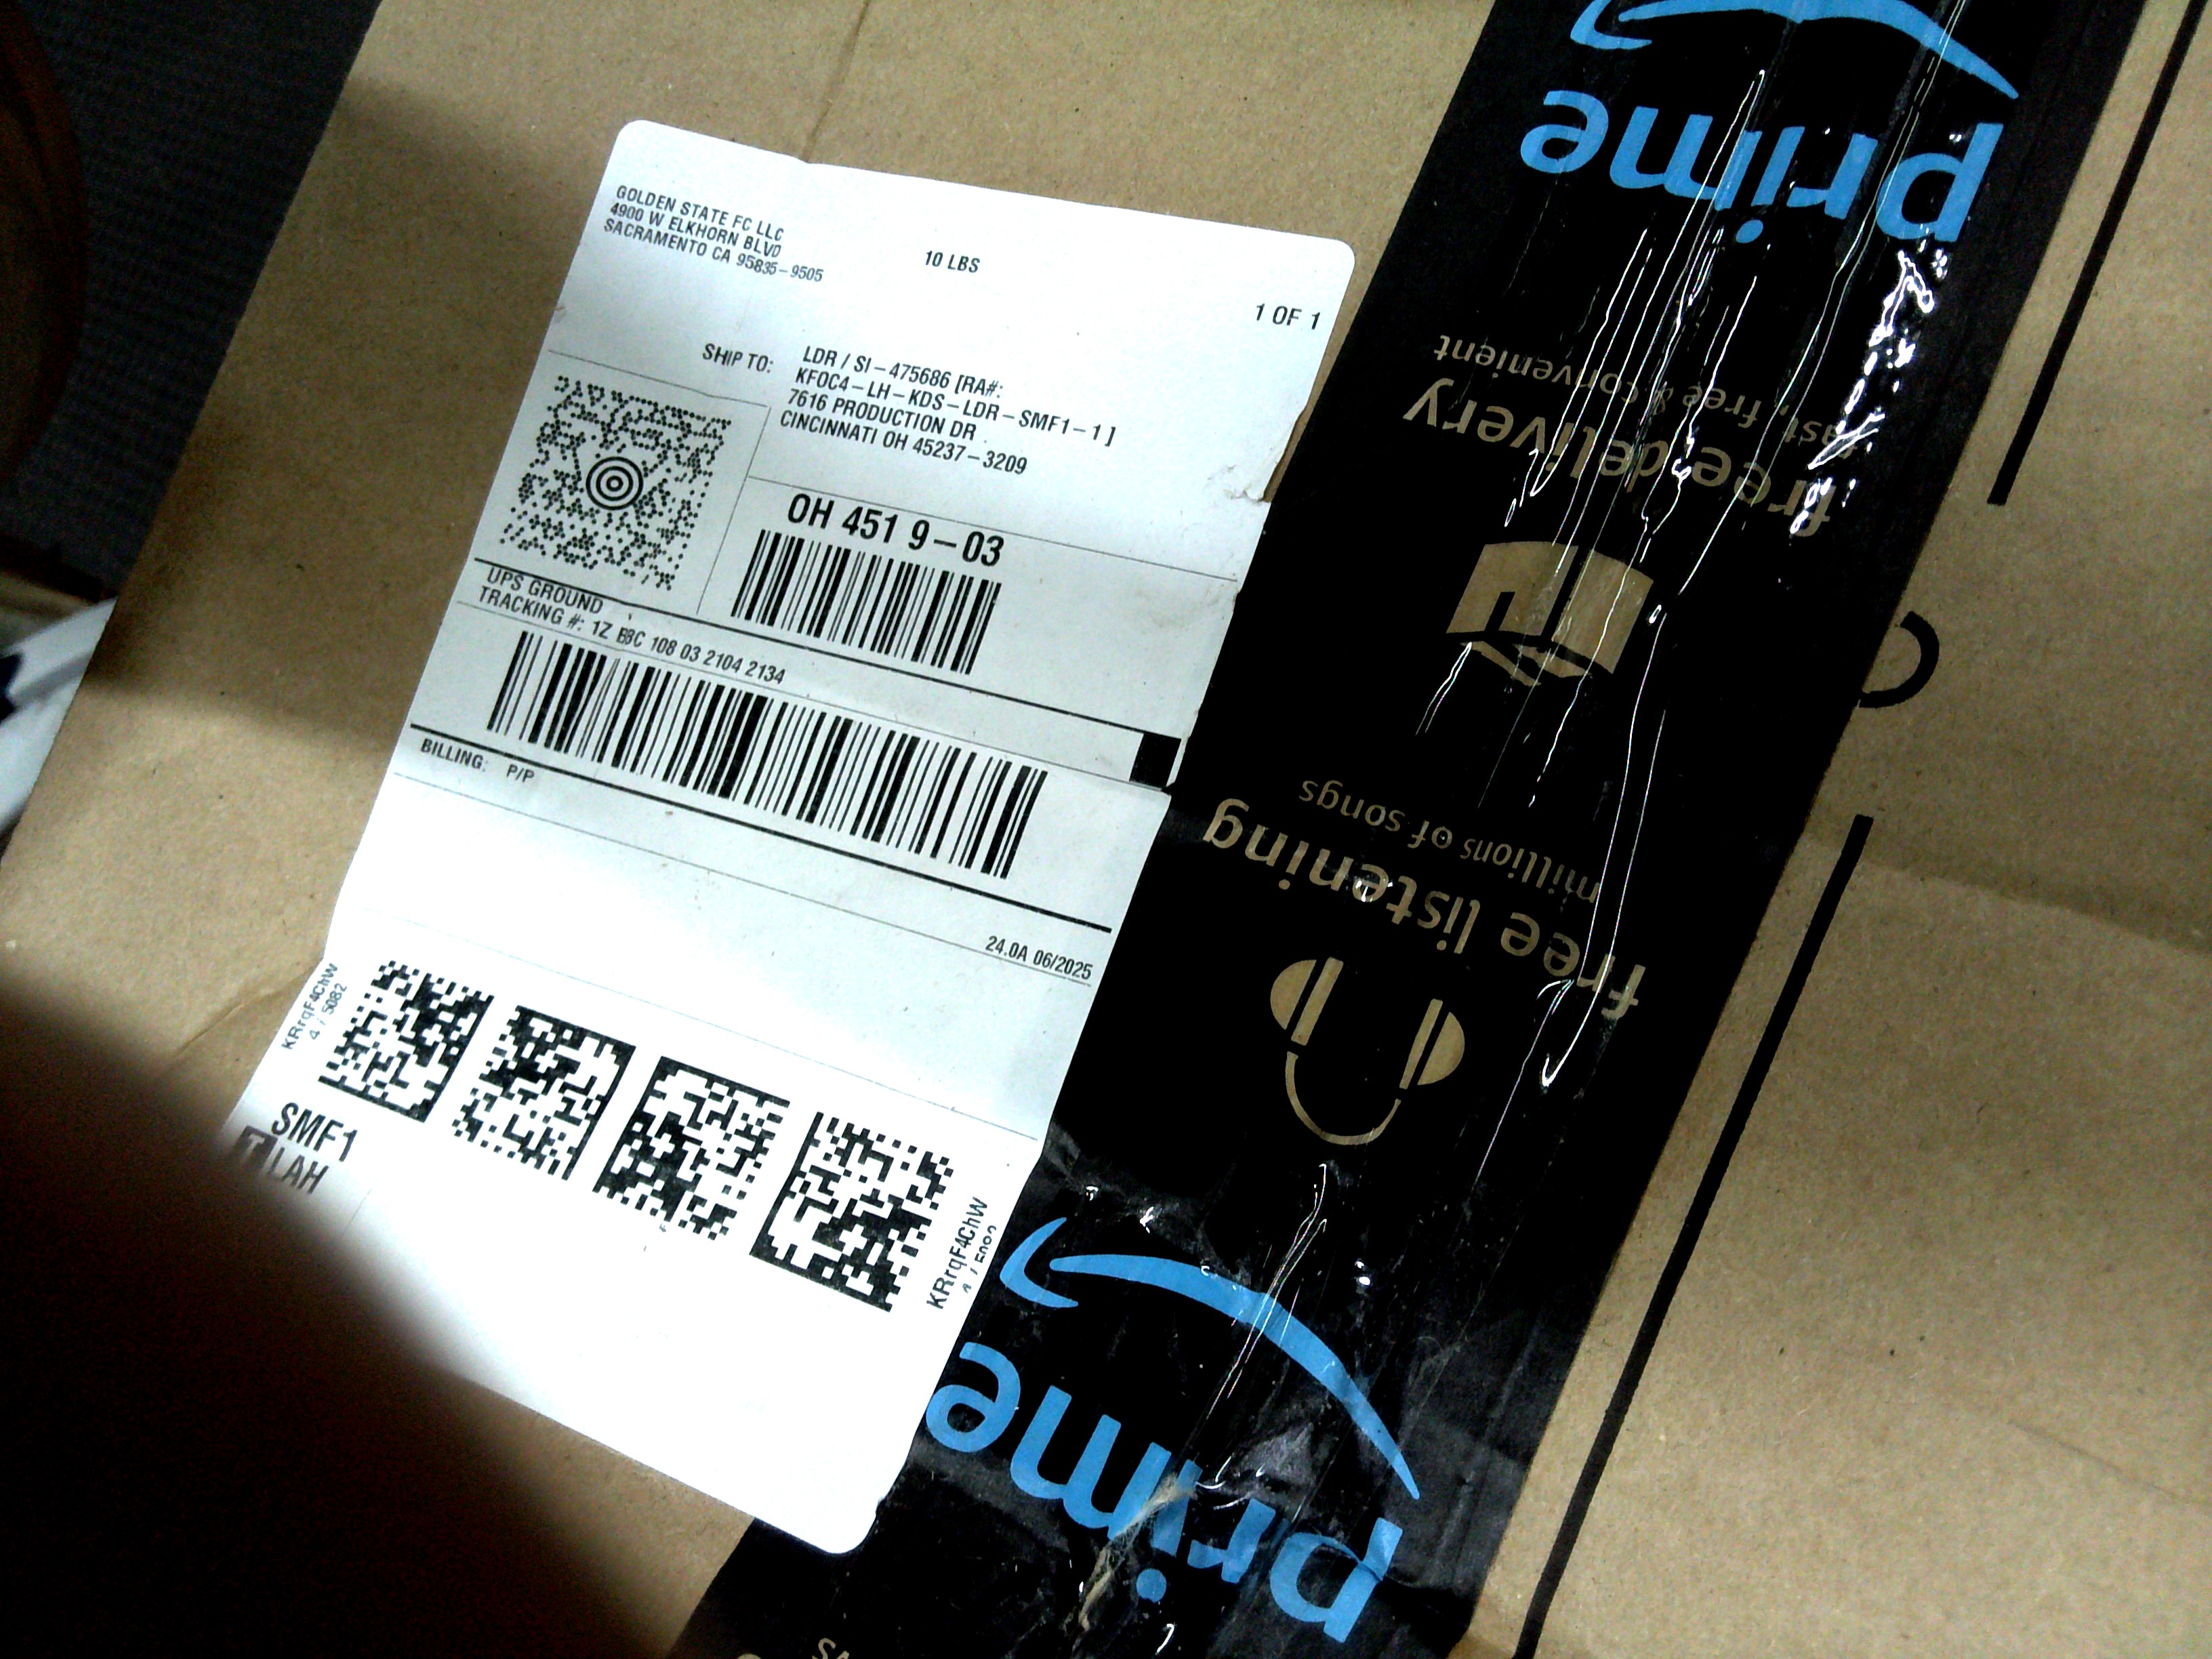 GOLDEN STATE FC LLC
4900 W ELKHORN BLVD
SACRAMENTO CA 95835-9505
10 LBS
1 OF 1
SHIP TO:
LDR / SI-475686 [RA#:
KFOC4-LH-KDS-LDR-SMF1-1 ]
7616 PRODUCTION DR
CINCINNATI OH 45237-3209
OH 451 9-03
UPS GROUND
TRACKING #: 1Z BBC 108 03 2104 2134
BILLING: P/P
24.0A 06/2025
KRrqF4ChW
4 / 5082
SMF1
T LAH
KRrqF4ChW
prime
free delivery
fast, free & convenient
free listening
millions of songs
prime